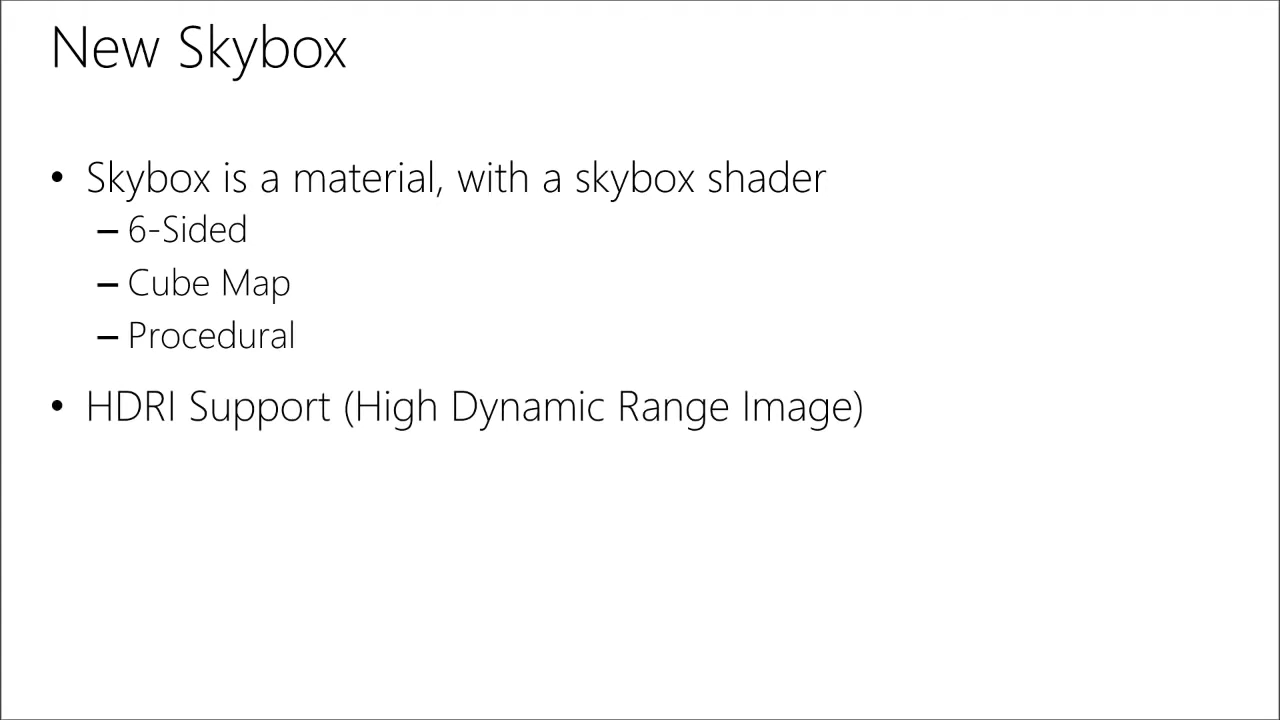 New Skybox
• Skybox is a material, with a skybox shader
– 6-Sided
– Cube Map
– Procedural
• HDRI Support (High Dynamic Range Image)